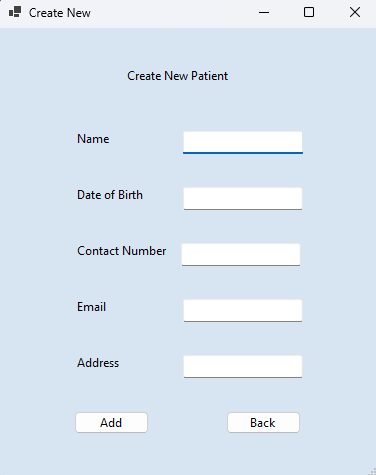 Create New
Create New Patient
Name
Date of Birth
Contact Number
Email
Address
Add Back